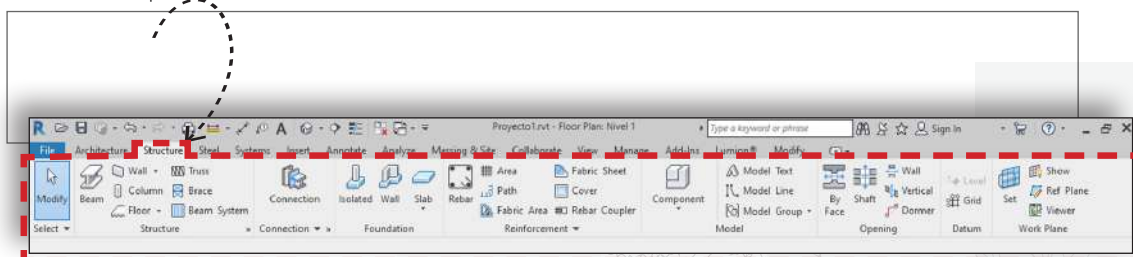 R A Proyecto1.rvt - Floor Plan: Nivel 1 Type a keyword or phrase Sign In
File Architecture Structure Steel Systems Insert Annotate Analyze Massing & Site Collaborate View Manage Add-Ins Lumion® Modify
Wall Truss Area Fabric Sheet Model Text Wall Level Show
Modify Beam Column Brace Connection Isolated Wall Slab Rebar Path Cover Component Model Line By Face Shaft Vertical Grid Set Ref Plane
Floor Beam System Fabric Area Rebar Coupler Model Group Dormer Viewer
Select Structure Connection Foundation Reinforcement Model Opening Datum Work Plane